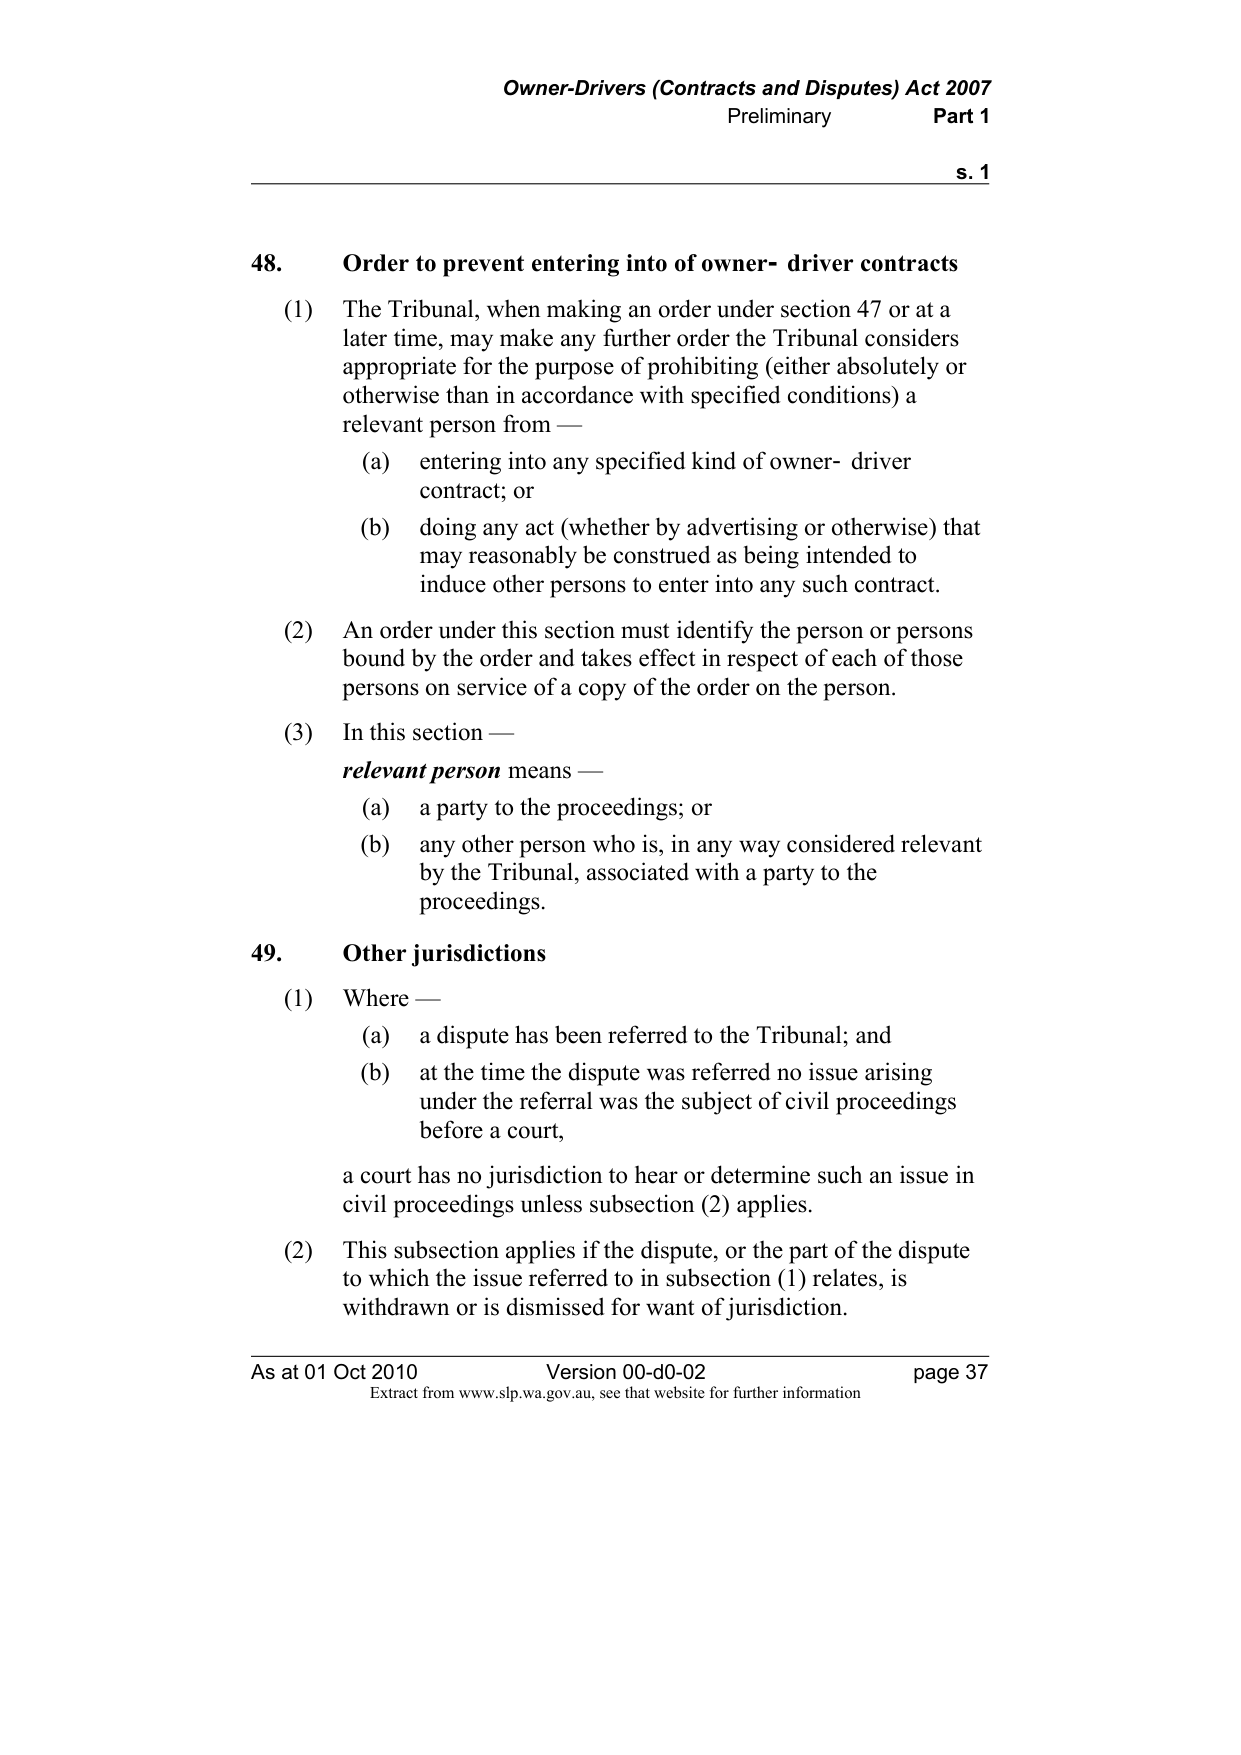 Owner-Drivers (Contracts and Disputes) Act 2007
Preliminary Part 1
s. 1
48. Order to prevent entering into of owner- driver contracts
(1) The Tribunal, when making an order under section 47 or at a
later time, may make any further order the Tribunal considers
appropriate for the purpose of prohibiting (either absolutely or
otherwise than in accordance with specified conditions) a
relevant person from —
(a) entering into any specified kind of owner- driver
contract; or
(b) doing any act (whether by advertising or otherwise) that
may reasonably be construed as being intended to
induce other persons to enter into any such contract.
(2) An order under this section must identify the person or persons
bound by the order and takes effect in respect of each of those
persons on service of a copy of the order on the person.
(3) In this section —
relevant person means —
(a) a party to the proceedings; or
(b) any other person who is, in any way considered relevant
by the Tribunal, associated with a party to the
proceedings.
49. Other jurisdictions
(1) Where —
(a) a dispute has been referred to the Tribunal; and
(b) at the time the dispute was referred no issue arising
under the referral was the subject of civil proceedings
before a court,
a court has no jurisdiction to hear or determine such an issue in
civil proceedings unless subsection (2) applies.
(2) This subsection applies if the dispute, or the part of the dispute
to which the issue referred to in subsection (1) relates, is
withdrawn or is dismissed for want of jurisdiction.
As at 01 Oct 2010 Version 00-d0-02 page 37
Extract from www.slp.wa.gov.au, see that website for further information